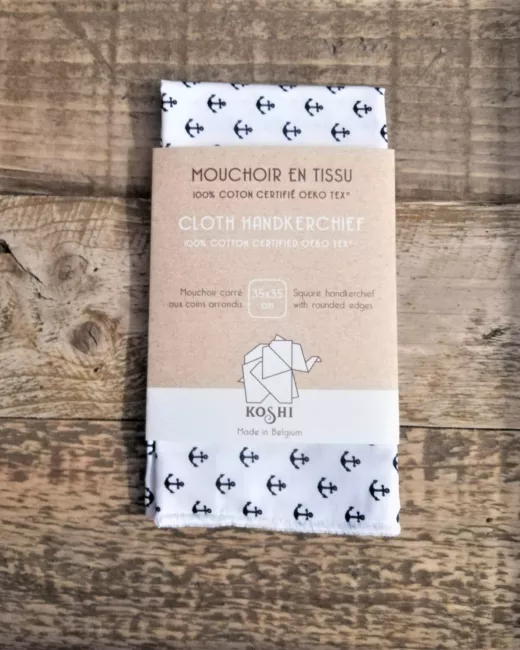 MOUCHOIR EN TISSU
100% COTON CERTIFIÉ OEKO TEX®
CLOTH HANDKERCHIEF
100% COTTON CERTIFIED OEKO TEX®
Mouchoir carré
aux coins arrondis
35x35
cm
Square handkerchief
with rounded edges
KOSHI
Made in Belgium